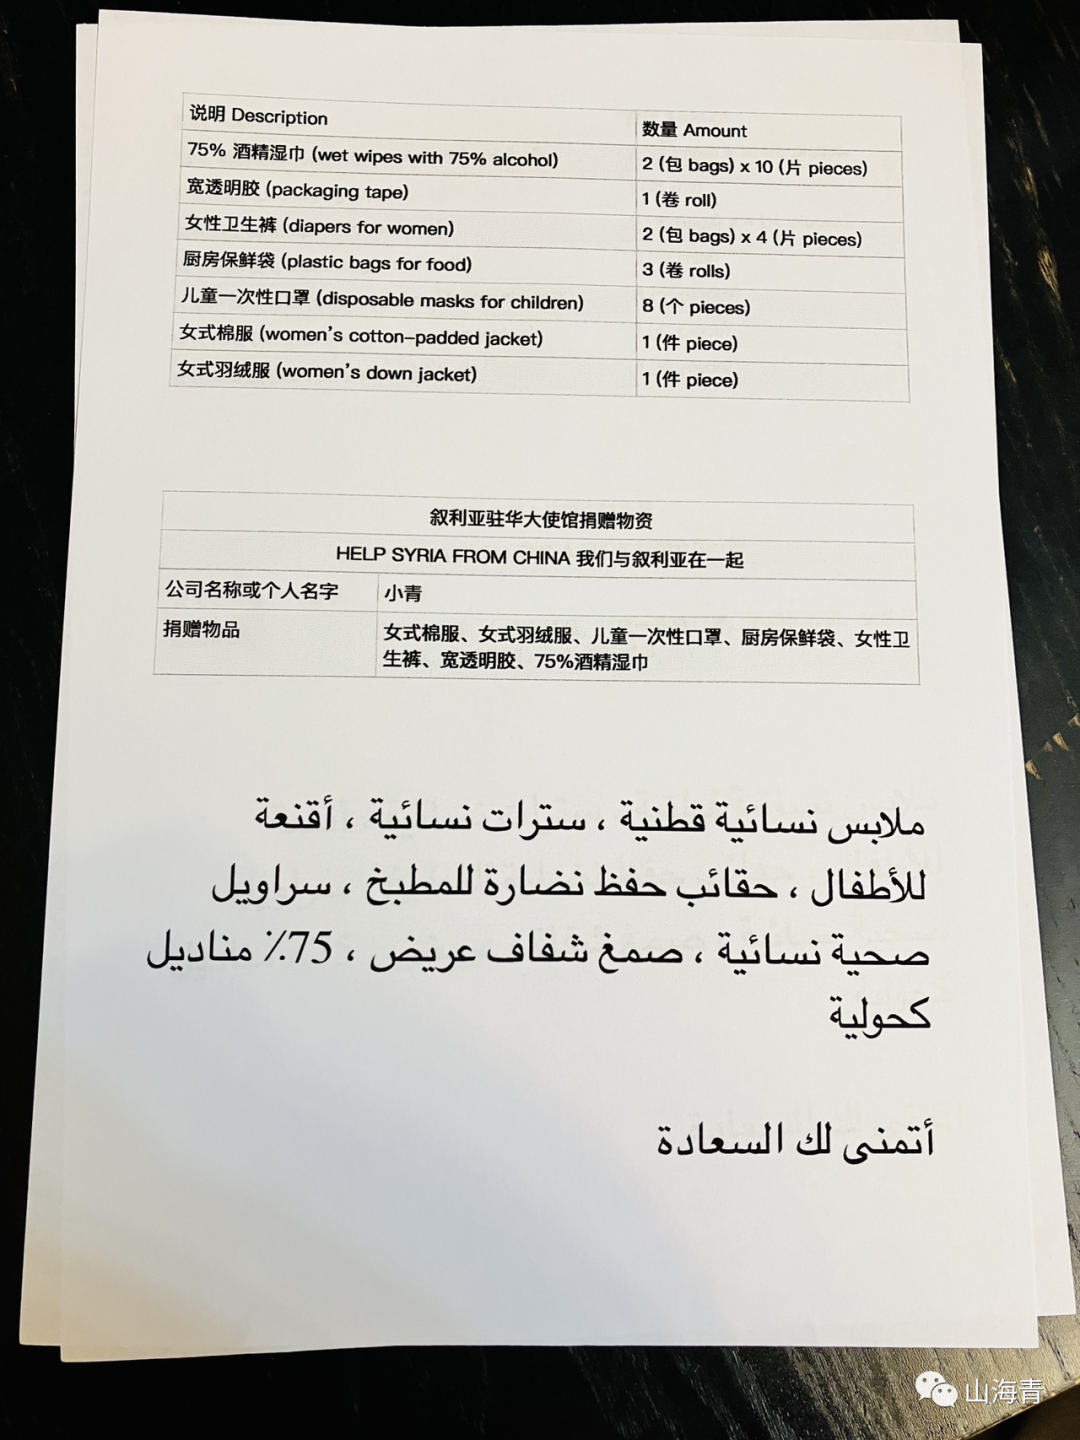 说明 Description
数量 Amount
75% 酒精湿巾 (wet wipes with 75% alcohol)
2 (包 bags) x 10 (片 pieces)
宽透明胶 (packaging tape)
1 (卷 roll)
女性卫生裤 (diapers for women)
2 (包 bags) x 4 (片 pieces)
厨房保鲜袋 (plastic bags for food)
3 (卷 rolls)
儿童一次性口罩 (disposable masks for children)
8 (个 pieces)
女式棉服 (women's cotton-padded jacket)
1 (件 piece)
女式羽绒服 (women's down jacket)
1 (件 piece)
叙利亚驻华大使馆捐赠物资
HELP SYRIA FROM CHINA 我们与叙利亚在一起
公司名称或个人名字
小青
捐赠物品
女式棉服、女式羽绒服、儿童一次性口罩、厨房保鲜袋、女性卫
生裤、宽透明胶、75%酒精湿巾
ملابس نسائية قطنية ، سترات نسائية ، أقنعة
للأطفال ، حقائب حفظ نضارة للمطبخ ، سراويل
صحية نسائية ، صمغ شفاف عريض ، 75٪ مناديل
كحولية
أتمنى لك السعادة
山海青